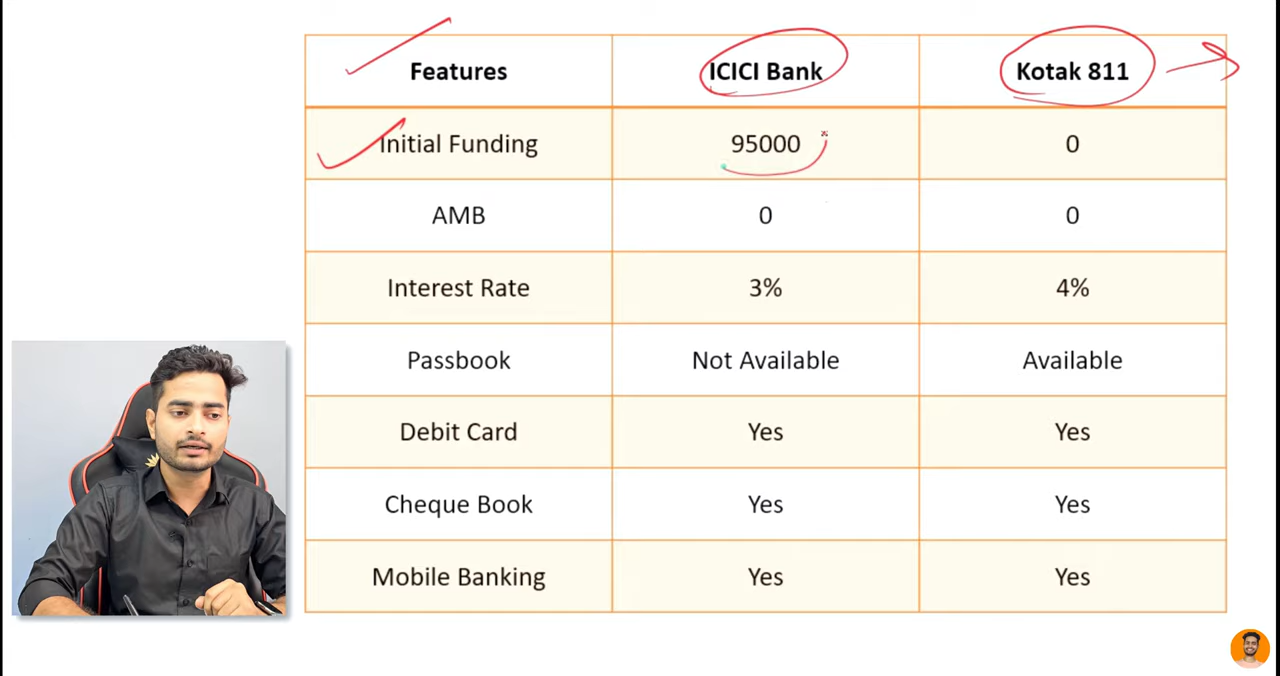 Features ICICI Bank Kotak 811
Initial Funding 95000 0
AMB 0 0
Interest Rate 3% 4%
Passbook Not Available Available
Debit Card Yes Yes
Cheque Book Yes Yes
Mobile Banking Yes Yes